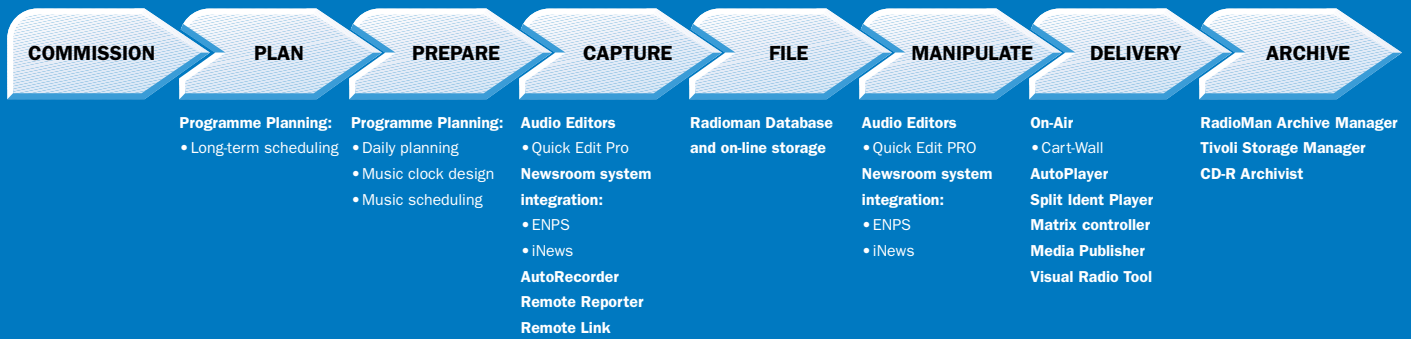 COMMISSION
PLAN
PREPARE
CAPTURE
FILE
MANIPULATE
DELIVERY
ARCHIVE
Programme Planning:
• Long-term scheduling
Programme Planning:
• Daily planning
• Music clock design
• Music scheduling
Audio Editors
• Quick Edit Pro
Newsroom system
integration:
• ENPS
• iNews
AutoRecorder
Remote Reporter
Remote Link
Radioman Database
and on-line storage
Audio Editors
• Quick Edit PRO
Newsroom system
integration:
• ENPS
• iNews
On-Air
• Cart-Wall
AutoPlayer
Split Ident Player
Matrix controller
Media Publisher
Visual Radio Tool
RadioMan Archive Manager
Tivoli Storage Manager
CD-R Archivist